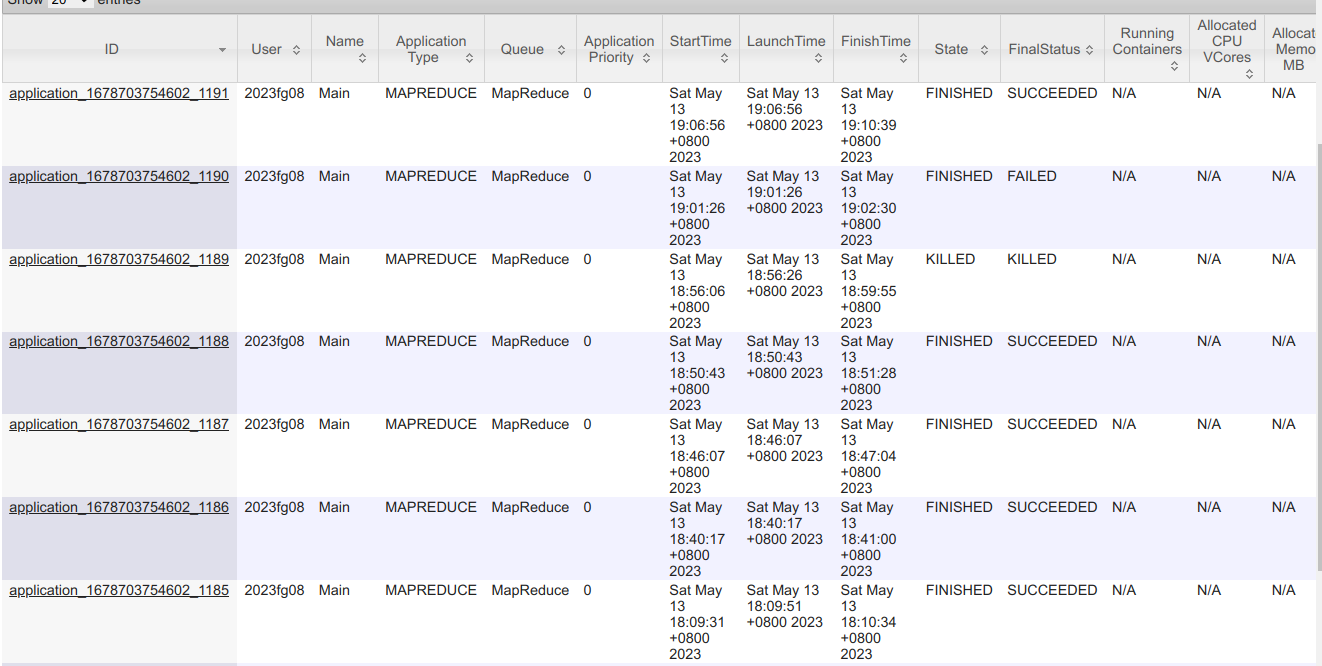 Show 20 entries
ID User Name Application Type Queue Application Priority StartTime LaunchTime FinishTime State FinalStatus Running Containers Allocated CPU VCores Allocat Memo MB
application_1678703754602_1191 2023fg08 Main MAPREDUCE MapReduce 0 Sat May 13 19:06:56 +0800 2023 Sat May 13 19:06:56 +0800 2023 Sat May 13 19:10:39 +0800 2023 FINISHED SUCCEEDED N/A N/A N/A
application_1678703754602_1190 2023fg08 Main MAPREDUCE MapReduce 0 Sat May 13 19:01:26 +0800 2023 Sat May 13 19:01:26 +0800 2023 Sat May 13 19:02:30 +0800 2023 FINISHED FAILED N/A N/A N/A
application_1678703754602_1189 2023fg08 Main MAPREDUCE MapReduce 0 Sat May 13 18:56:06 +0800 2023 Sat May 13 18:56:26 +0800 2023 Sat May 13 18:59:55 +0800 2023 KILLED KILLED N/A N/A N/A
application_1678703754602_1188 2023fg08 Main MAPREDUCE MapReduce 0 Sat May 13 18:50:43 +0800 2023 Sat May 13 18:50:43 +0800 2023 Sat May 13 18:51:28 +0800 2023 FINISHED SUCCEEDED N/A N/A N/A
application_1678703754602_1187 2023fg08 Main MAPREDUCE MapReduce 0 Sat May 13 18:46:07 +0800 2023 Sat May 13 18:46:07 +0800 2023 Sat May 13 18:47:04 +0800 2023 FINISHED SUCCEEDED N/A N/A N/A
application_1678703754602_1186 2023fg08 Main MAPREDUCE MapReduce 0 Sat May 13 18:40:17 +0800 2023 Sat May 13 18:40:17 +0800 2023 Sat May 13 18:41:00 +0800 2023 FINISHED SUCCEEDED N/A N/A N/A
application_1678703754602_1185 2023fg08 Main MAPREDUCE MapReduce 0 Sat May 13 18:09:31 +0800 2023 Sat May 13 18:09:51 +0800 2023 Sat May 13 18:10:34 +0800 2023 FINISHED SUCCEEDED N/A N/A N/A